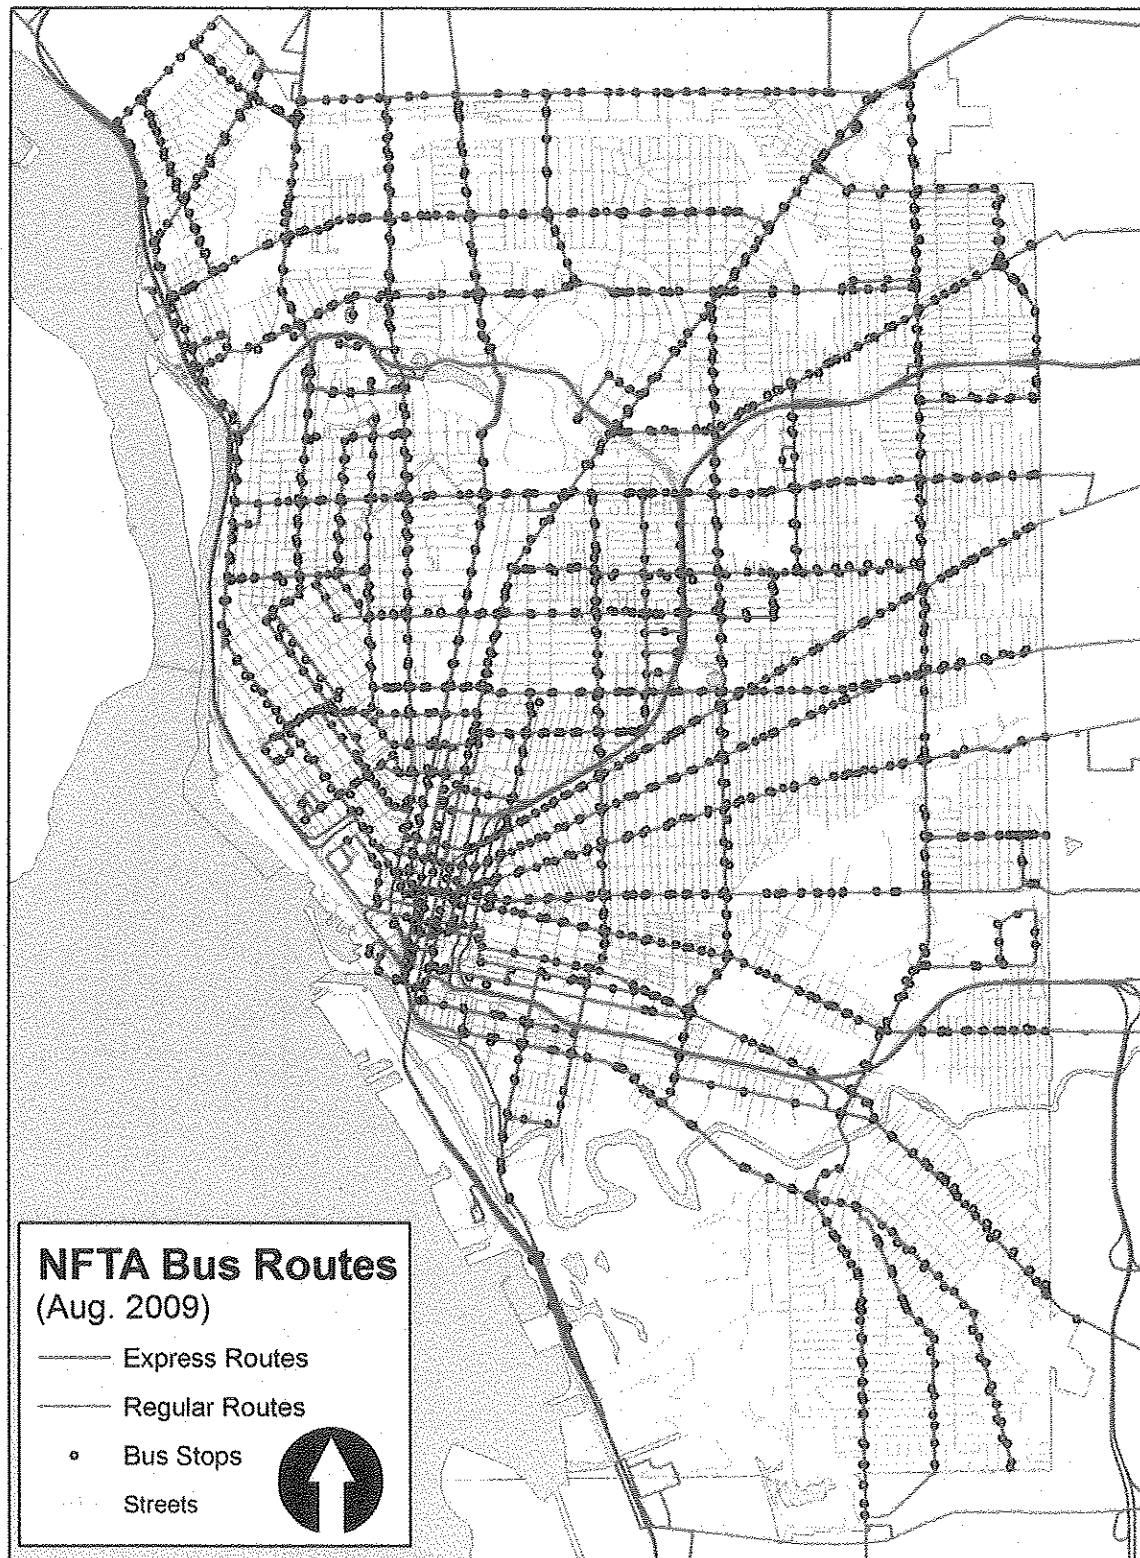 NFTA Bus Routes
(Aug. 2009)
Express Routes
Regular Routes
Bus Stops
Streets